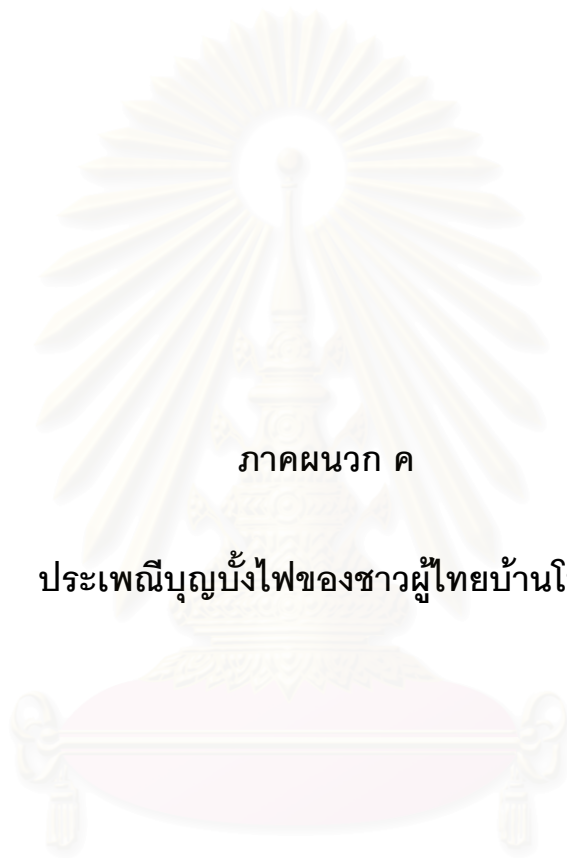 ภาคผนวก ค
ประเพณีบุญบั้งไฟของชาวผู้ไทยบ้าน